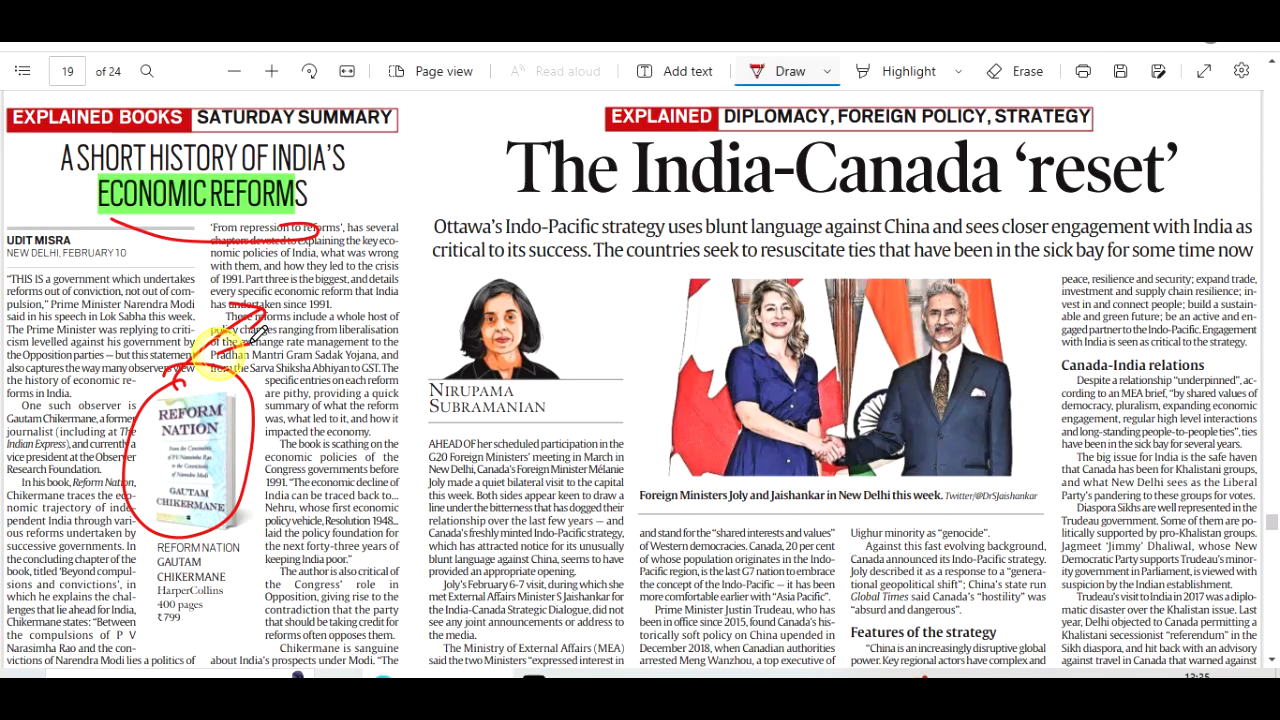 19
of 24
Page view
Read aloud
Add text
Draw
Highlight
Erase
EXPLAINED BOOKS SATURDAY SUMMARY
A SHORT HISTORY OF INDIA'S
ECONOMIC REFORMS
UDIT MISRA
NEW DELHI, FEBRUARY 10
"THIS IS a government which undertakes
reforms out of conviction, not out of com-
pulsion," Prime Minister Narendra Modi
said in his speech in Lok Sabha this week.
The Prime Minister was replying to criti-
cism levelled against his government by
the Opposition parties — but this statement
also captures the way many observers view
the history of economic re-
forms in India.
One such observer is
Gautam Chikermane, a former
journalist (including at The
Indian Express), and currently a
vice president at the Observer
Research Foundation.
In his book, Reform Nation,
Chikermane traces the eco-
nomic trajectory of inde-
pendent India through vari-
ous reforms undertaken by
successive governments. In
the concluding chapter of the
book, titled 'Beyond compul-
sions and convictions', in
which he explains the chal-
lenges that lie ahead for India,
Chikermane states: "Between
the compulsions of P V
Narasimha Rao and the con-
victions of Narendra Modi lies a politics of
REFORM
NATION
From the Compulsions
of P.V. Narasimha Rao
to the Convictions
of Narendra Modi
GAUTAM
CHIKERMANE
REFORM NATION
GAUTAM
CHIKERMANE
HarperCollins
400 pages
₹799
'From repression to reforms', has several
chapters devoted to explaining the key eco-
nomic policies of India, what was wrong
with them, and how they led to the crisis
of 1991. Part three is the biggest, and details
every specific economic reform that India
has undertaken since 1991.
These reforms include a whole host of
policy changes ranging from liberalisation
of the exchange rate management to the
Pradhan Mantri Gram Sadak Yojana, and
from the Sarva Shiksha Abhiyan to GST. The
specific entries on each reform
are pithy, providing a quick
summary of what the reform
was, what led to it, and how it
impacted the economy.
The book is scathing on the
economic policies of the
Congress governments before
1991. "The economic decline of
India can be traced back to...
Nehru, whose first economic
policy vehicle, Resolution 1948...
laid the policy foundation for
the next forty-three years of
keeping India poor."
The author is also critical of
the Congress' role in
Opposition, giving rise to the
contradiction that the party
that should be taking credit for
reforms often opposes them.
Chikermane is sanguine
about India's prospects under Modi. "The
EXPLAINED DIPLOMACY, FOREIGN POLICY, STRATEGY
The India-Canada 'reset'
Ottawa's Indo-Pacific strategy uses blunt language against China and sees closer engagement with India as
critical to its success. The countries seek to resuscitate ties that have been in the sick bay for some time now
NIRUPAMA
SUBRAMANIAN
AHEAD OF her scheduled participation in the
G20 Foreign Ministers' meeting in March in
New Delhi, Canada's Foreign Minister Mélanie
Joly made a quiet bilateral visit to the capital
this week. Both sides appear keen to draw a
line under the bitterness that has dogged their
relationship over the last few years — and
Canada's freshly minted Indo-Pacific strategy,
which has attracted notice for its unusually
blunt language against China, seems to have
provided an appropriate opening.
Joly's February 6-7 visit, during which she
met External Affairs Minister S Jaishankar for
the India-Canada Strategic Dialogue, did not
see any joint announcements or address to
the media.
The Ministry of External Affairs (MEA)
said the two Ministers "expressed interest in
Foreign Ministers Joly and Jaishankar in New Delhi this week. Twitter/@DrSJaishankar
and stand for the "shared interests and values"
of Western democracies. Canada, 20 per cent
of whose population originates in the Indo-
Pacific region, is the last G7 nation to embrace
the concept of the Indo-Pacific — it has been
more comfortable earlier with "Asia Pacific".
Prime Minister Justin Trudeau, who has
been in office since 2015, found Canada's his-
torically soft policy on China upended in
December 2018, when Canadian authorities
arrested Meng Wanzhou, a top executive of
Uighur minority as "genocide".
Against this fast evolving background,
Canada announced its Indo-Pacific strategy.
Joly described it as a response to a "genera-
tional geopolitical shift"; China's state run
Global Times said Canada's "hostility" was
"absurd and dangerous".
Features of the strategy
"China is an increasingly disruptive global
power. Key regional actors have complex and
peace, resilience and security; expand trade,
investment and supply chain resilience; in-
vest in and connect people; build a sustain-
able and green future; be an active and en-
gaged partner to the Indo-Pacific. Engagement
with India is seen as critical to the strategy.
Canada-India relations
Despite a relationship "underpinned", ac-
cording to an MEA brief, "by shared values of
democracy, pluralism, expanding economic
engagement, regular high level interactions
and long-standing people-to-people ties", ties
have been in the sick bay for several years.
The big issue for India is the safe haven
that Canada has been for Khalistani groups,
and what New Delhi sees as the Liberal
Party's pandering to these groups for votes.
Diaspora Sikhs are well represented in the
Trudeau government. Some of them are po-
litically supported by pro-Khalistan groups.
Jagmeet 'Jimmy' Dhaliwal, whose New
Democratic Party supports Trudeau's minor-
ity government in Parliament, is viewed with
suspicion by the Indian establishment.
Trudeau's visit to India in 2017 was a diplo-
matic disaster over the Khalistan issue. Last
year, Delhi objected to Canada permitting a
Khalistani secessionist "referendum" in the
Sikh diaspora, and hit back with an advisory
against travel in Canada that warned against